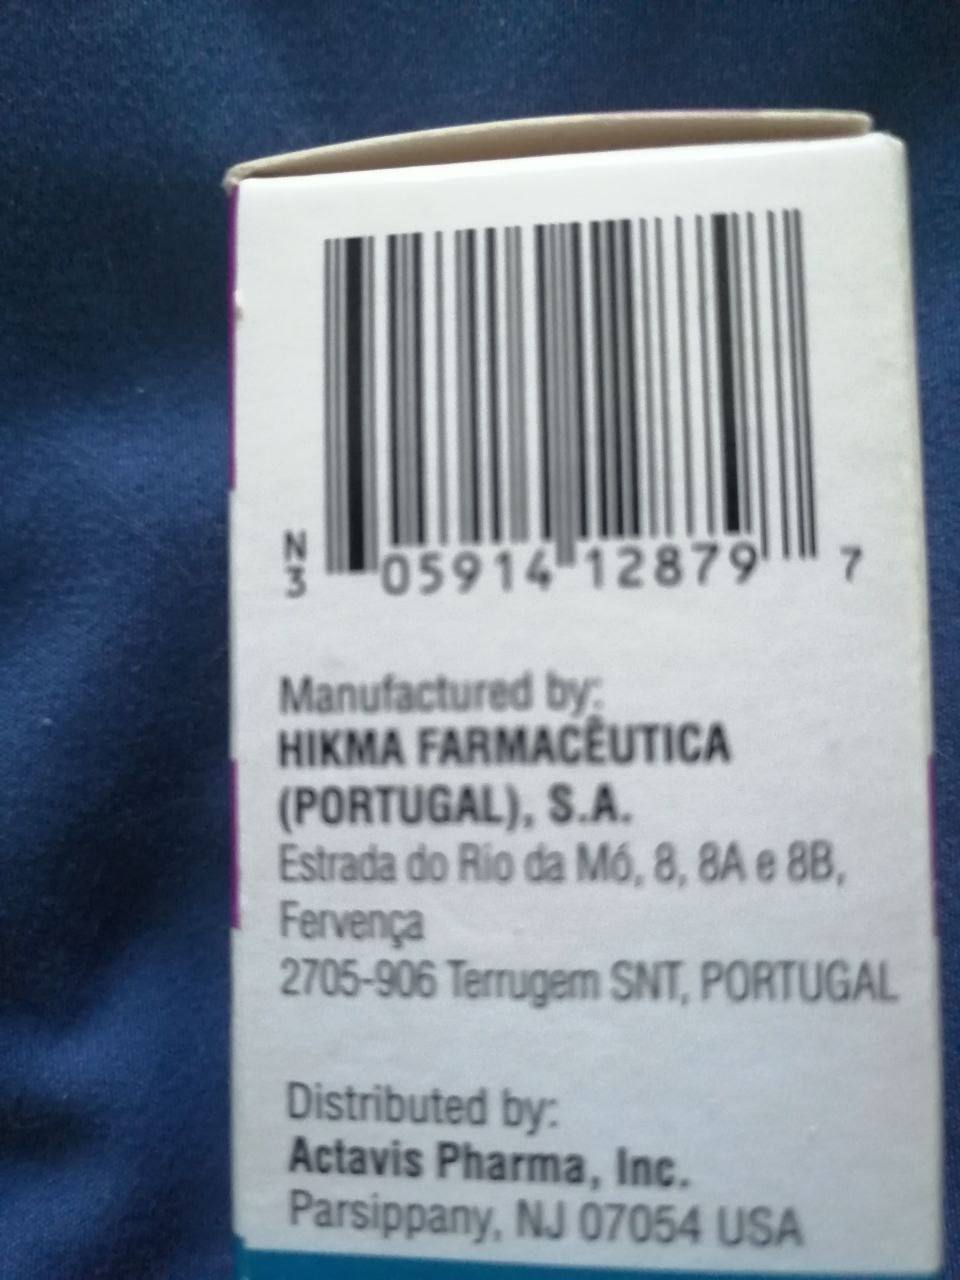 N
3 05914 12879 7
Manufactured by:
HIKMA FARMACÊUTICA
(PORTUGAL), S.A.
Estrada do Rio da Mó, 8, 8A e 8B,
Fervença
2705-906 Terrugem SNT, PORTUGAL
Distributed by:
Actavis Pharma, Inc.
Parsippany, NJ 07054 USA